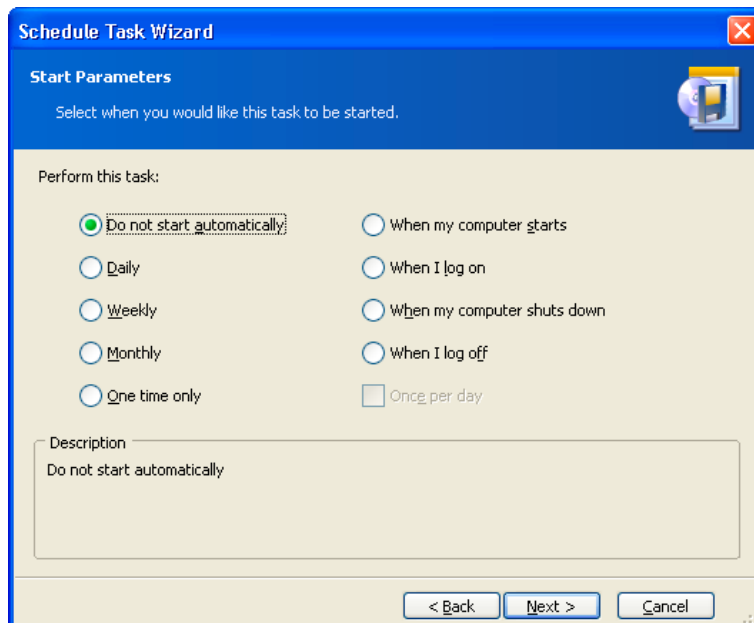 Schedule Task Wizard
Start Parameters
Select when you would like this task to be started.
Perform this task:
Do not start automatically
When my computer starts
Daily
When I log on
Weekly
When my computer shuts down
Monthly
When I log off
One time only
Once per day
Description
Do not start automatically
< Back
Next >
Cancel